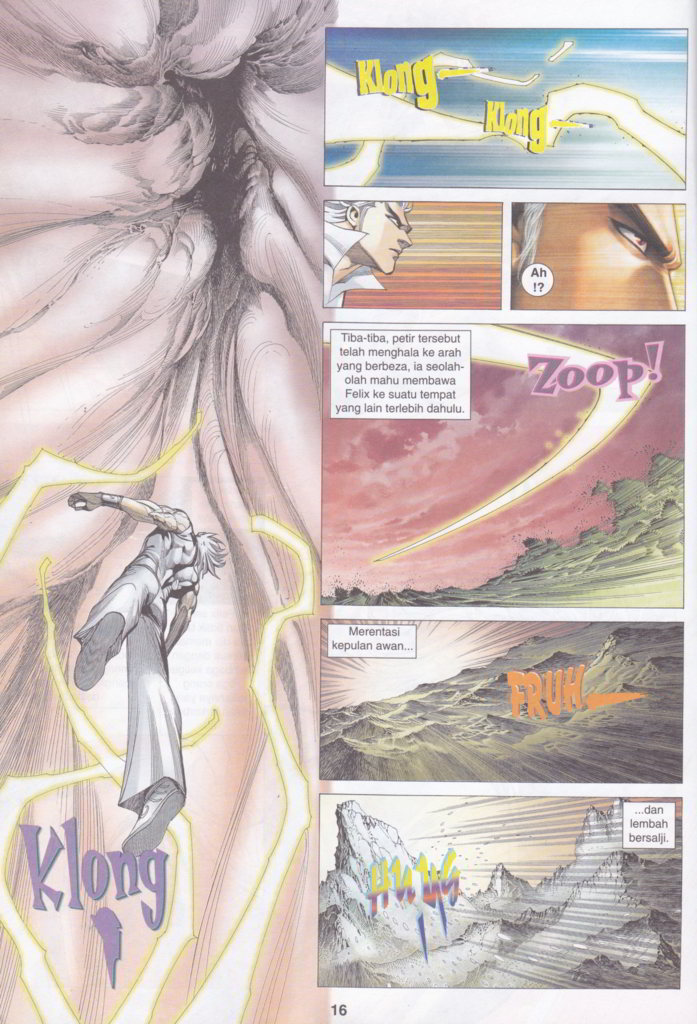 Klong
Klong
Ah
!?
Tiba-tiba, petir tersebut
telah menghala ke arah
yang berbeza, ia seolah-
olah mahu membawa
Felix ke suatu tempat
yang lain terlebih dahulu.
Zoop!
Merentasi
kepulan awan...
FRUH
...dan
lembah
bersalji.
Klong
!
16